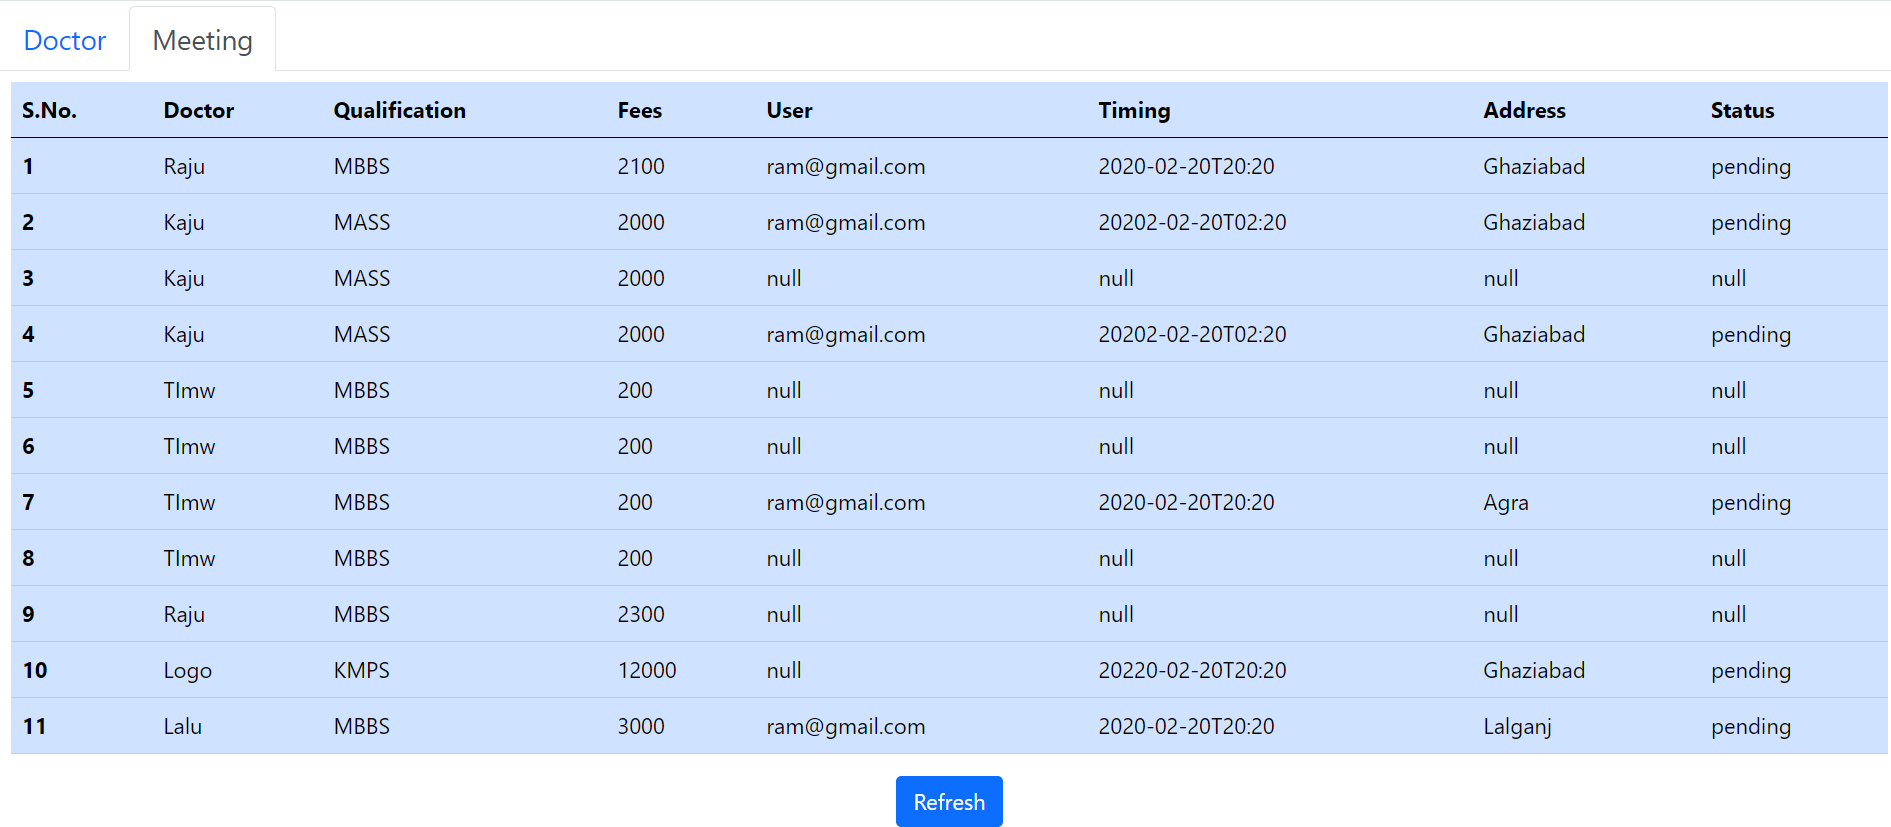 Doctor Meeting
S.No. Doctor Qualification Fees User Timing Address Status
1 Raju MBBS 2100 ram@gmail.com 2020-02-20T20:20 Ghaziabad pending
2 Kaju MASS 2000 ram@gmail.com 20202-02-20T02:20 Ghaziabad pending
3 Kaju MASS 2000 null null null null
4 Kaju MASS 2000 ram@gmail.com 20202-02-20T02:20 Ghaziabad pending
5 TImw MBBS 200 null null null null
6 TImw MBBS 200 null null null null
7 TImw MBBS 200 ram@gmail.com 2020-02-20T20:20 Agra pending
8 TImw MBBS 200 null null null null
9 Raju MBBS 2300 null null null null
10 Logo KMPS 12000 null 20220-02-20T20:20 Ghaziabad pending
11 Lalu MBBS 3000 ram@gmail.com 2020-02-20T20:20 Lalganj pending
Refresh